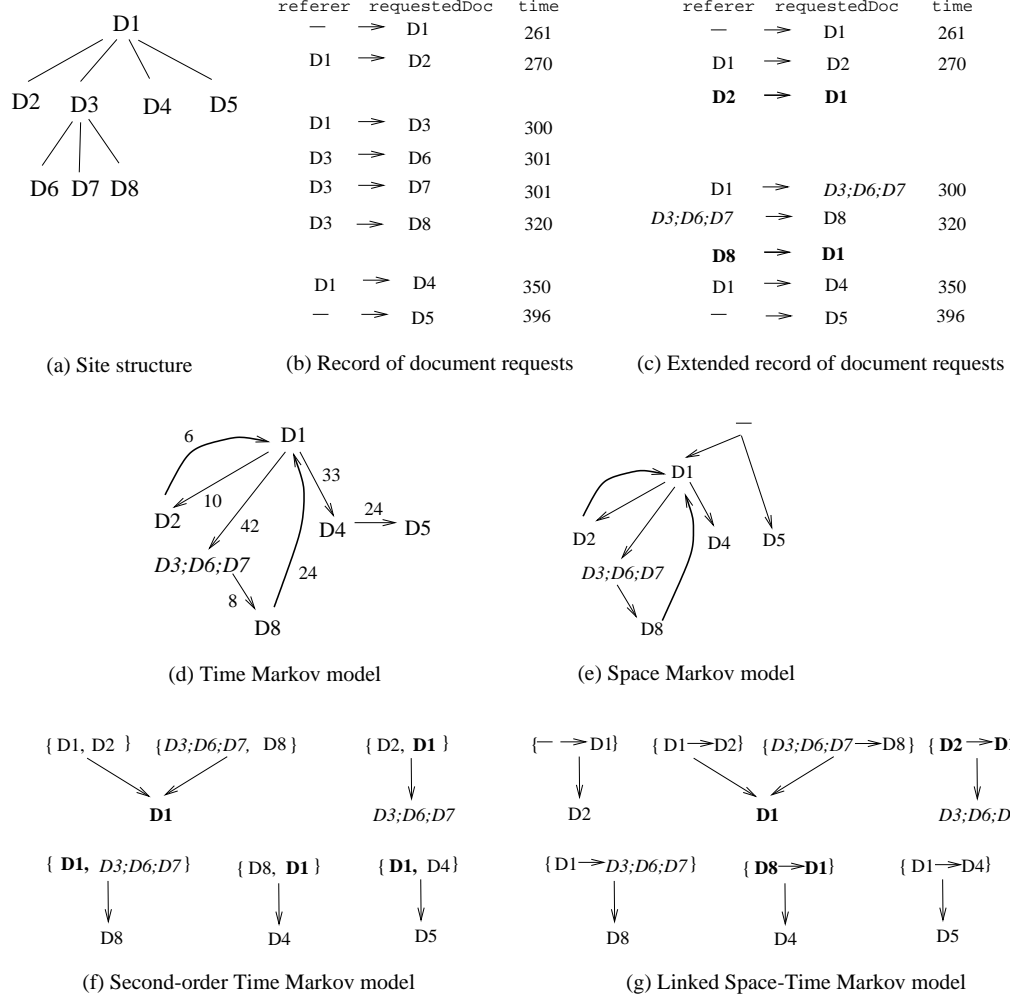 D1
D2 D3 D4 D5
D6 D7 D8
(a) Site structure
referer requestedDoc time
— → D1 261
D1 → D2 270
D1 → D3 300
D3 → D6 301
D3 → D7 301
D3 → D8 320
D1 → D4 350
— → D5 396
(b) Record of document requests
referer requestedDoc time
— → D1 261
D1 → D2 270
D2 → D1
D1 → D3;D6;D7 300
D3;D6;D7 → D8 320
D8 → D1
D1 → D4 350
— → D5 396
(c) Extended record of document requests
6 D1
33
10
D2 42 D4 24 D5
D3;D6;D7
24
8
D8
(d) Time Markov model
—
D1
D2 D4 D5
D3;D6;D7
D8
(e) Space Markov model
{ D1, D2 } {D3;D6;D7, D8} { D2, D1 }
D1 D3;D6;D7
{ D1, D3;D6;D7} { D8, D1 } { D1, D4}
D8 D4 D5
(f) Second-order Time Markov model
{— → D1} { D1 → D2} {D3;D6;D7 → D8} { D2 →
D2 D1 D3;D6;
{ D1 → D3;D6;D7} { D8 → D1} { D1 → D4}
D8 D4 D5
(g) Linked Space-Time Markov model